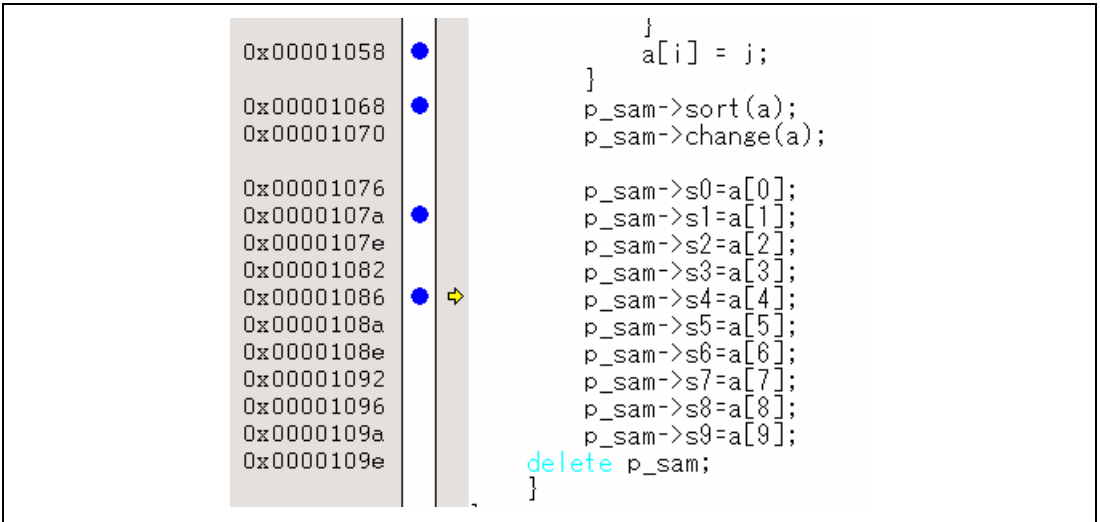 }
0x00001058 a[i] = j;
}
0x00001068 p_sam->sort(a);
0x00001070 p_sam->change(a);
0x00001076 p_sam->s0=a[0];
0x0000107a p_sam->s1=a[1];
0x0000107e p_sam->s2=a[2];
0x00001082 p_sam->s3=a[3];
0x00001086 p_sam->s4=a[4];
0x0000108a p_sam->s5=a[5];
0x0000108e p_sam->s6=a[6];
0x00001092 p_sam->s7=a[7];
0x00001096 p_sam->s8=a[8];
0x0000109a p_sam->s9=a[9];
0x0000109e delete p_sam;
}